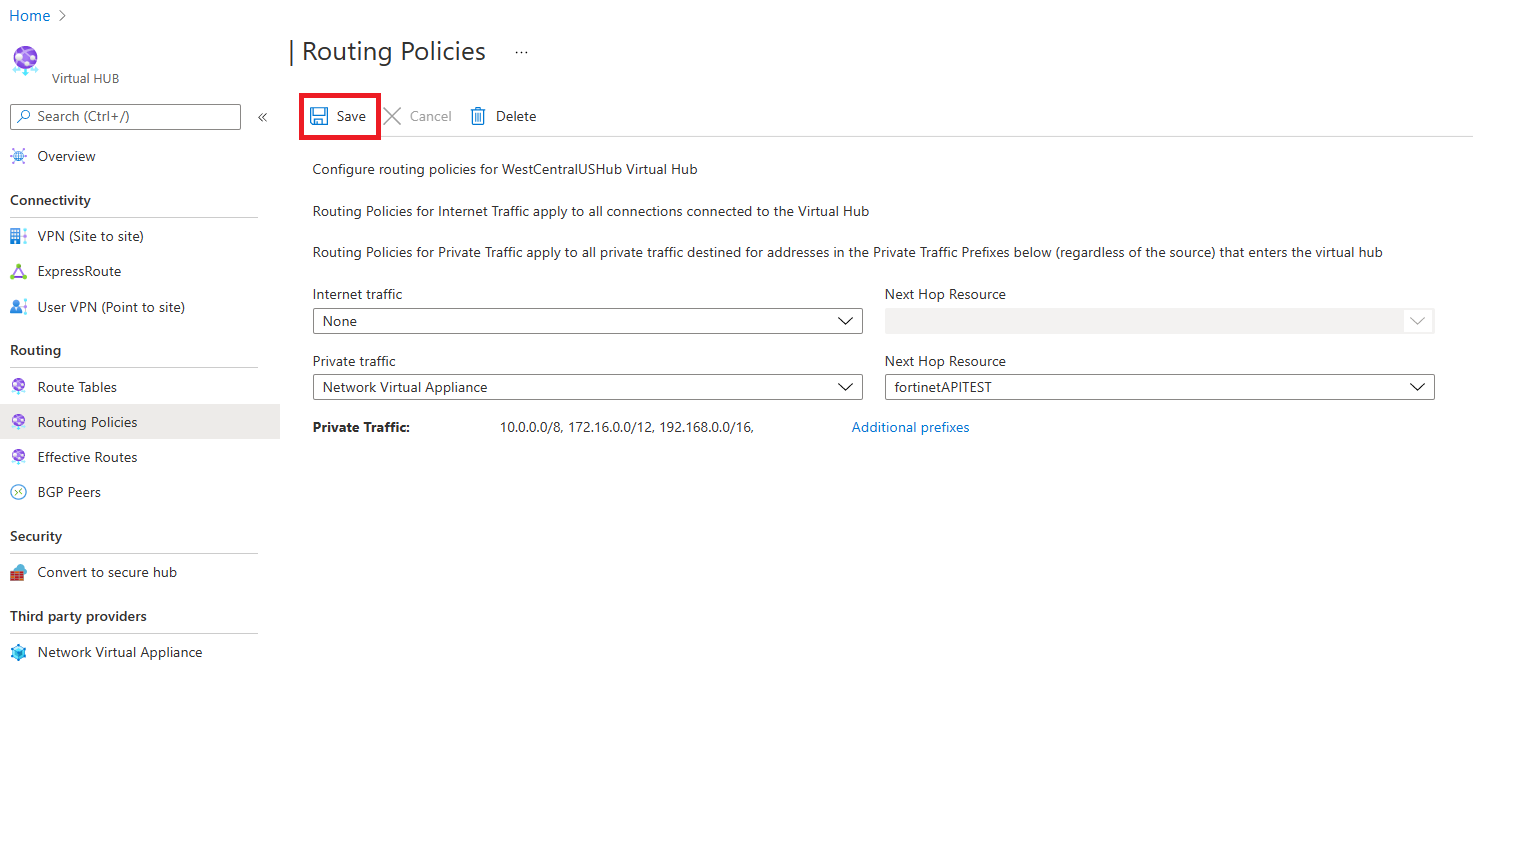 Home
| Routing Policies ...
Virtual HUB
Search (Ctrl+/)
«
Overview
Connectivity
VPN (Site to site)
ExpressRoute
User VPN (Point to site)
Routing
Route Tables
Routing Policies
Effective Routes
BGP Peers
Security
Convert to secure hub
Third party providers
Network Virtual Appliance
Save Cancel Delete
Configure routing policies for WestCentralUSHub Virtual Hub
Routing Policies for Internet Traffic apply to all connections connected to the Virtual Hub
Routing Policies for Private Traffic apply to all private traffic destined for addresses in the Private Traffic Prefixes below (regardless of the source) that enters the virtual hub
Internet traffic Next Hop Resource
None
Private traffic Next Hop Resource
Network Virtual Appliance fortinetAPITEST
Private Traffic: 10.0.0.0/8, 172.16.0.0/12, 192.168.0.0/16, Additional prefixes